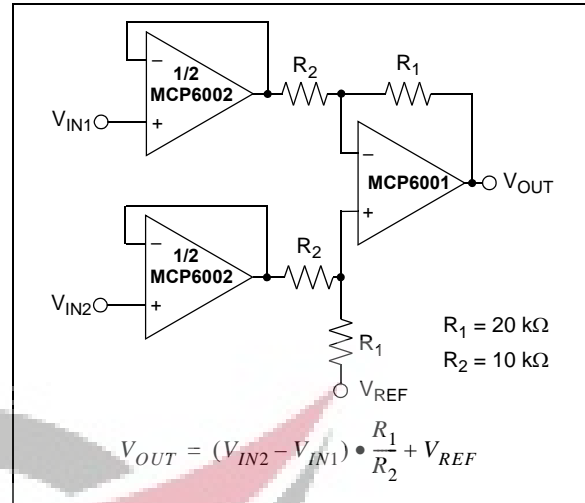 1/2
MCP6002
−
+
V_IN1
R_2
R_1
−
+
MCP6001
V_OUT
1/2
MCP6002
−
+
V_IN2
R_2
R_1
V_REF
R_1 = 20 kΩ
R_2 = 10 kΩ
V_OUT = (V_IN2 − V_IN1) • R_1/R_2 + V_REF